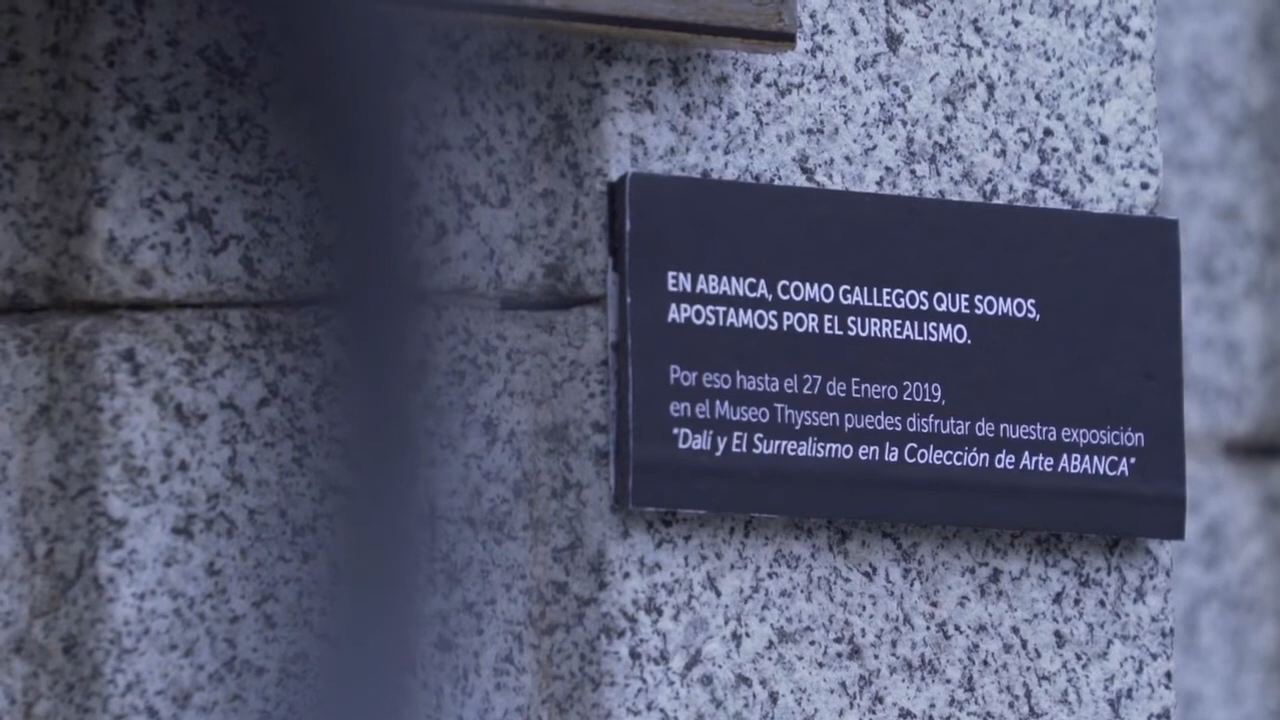 EN ABANCA, COMO GALLEGOS QUE SOMOS,
APOSTAMOS POR EL SURREALISMO.
Por eso hasta el 27 de Enero 2019,
en el Museo Thyssen puedes disfrutar de nuestra exposición
"Dalí y El Surrealismo en la Colección de Arte ABANCA"